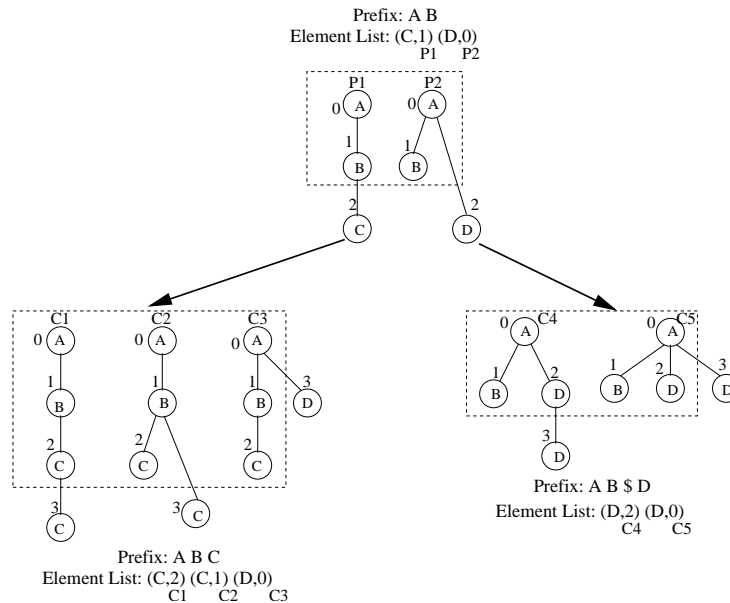 Prefix: A B
Element List: (C,1) (D,0)
P1 P2
P1 P2
0 A 0 A
1 1
B B
2 2
C D
C1 C2 C3
0 A 0 A 0 A
1 1 1 3
B B B D
2 2 2
C C C
3 3
C C
Prefix: A B C
Element List: (C,2) (C,1) (D,0)
C1 C2 C3
0 A C4 0 A C5
1 2 1 2 3
B D B D D
3
D
Prefix: A B $ D
Element List: (D,2) (D,0)
C4 C5